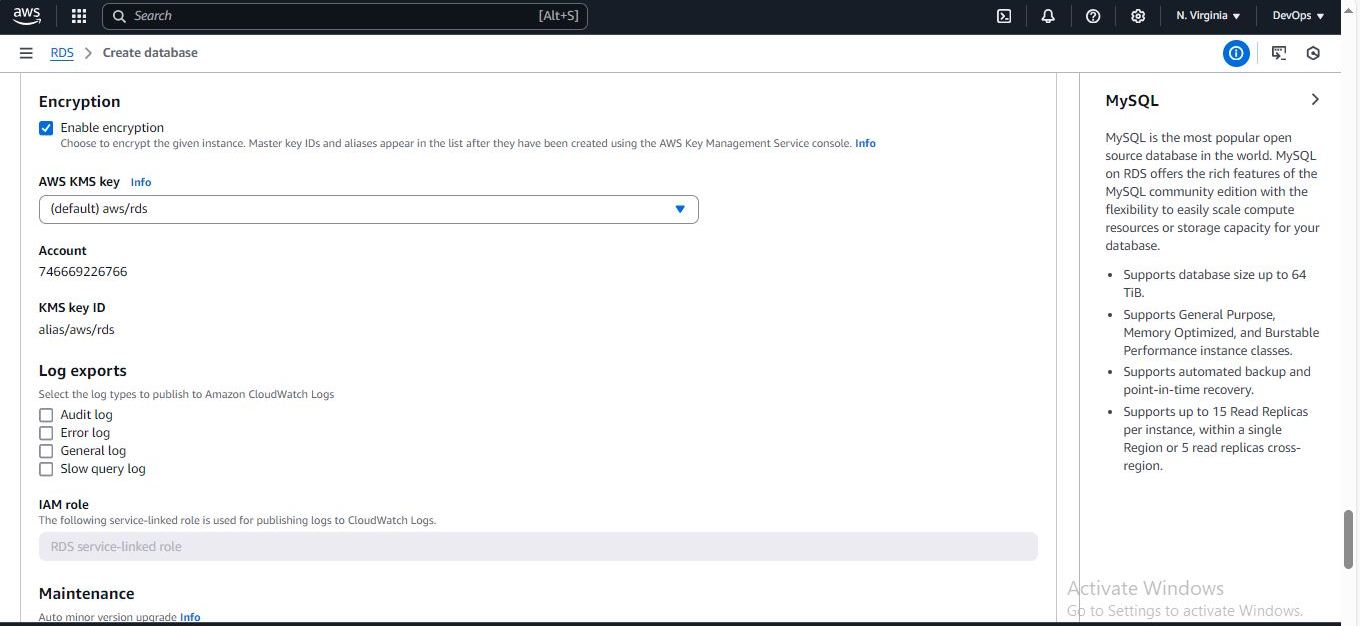 aws
Search
[Alt+S]
N. Virginia
DevOps
RDS
Create database
Encryption
Enable encryption
Choose to encrypt the given instance. Master key IDs and aliases appear in the list after they have been created using the AWS Key Management Service console. Info
AWS KMS key Info
(default) aws/rds
Account
746669226766
KMS key ID
alias/aws/rds
Log exports
Select the log types to publish to Amazon CloudWatch Logs
Audit log
Error log
General log
Slow query log
IAM role
The following service-linked role is used for publishing logs to CloudWatch Logs.
RDS service-linked role
Maintenance
Auto minor version upgrade Info
MySQL
MySQL is the most popular open
source database in the world. MySQL
on RDS offers the rich features of the
MySQL community edition with the
flexibility to easily scale compute
resources or storage capacity for your
database.
• Supports database size up to 64
TiB.
• Supports General Purpose,
Memory Optimized, and Burstable
Performance instance classes.
• Supports automated backup and
point-in-time recovery.
• Supports up to 15 Read Replicas
per instance, within a single
Region or 5 read replicas cross-
region.
Activate Windows
Go to Settings to activate Windows.